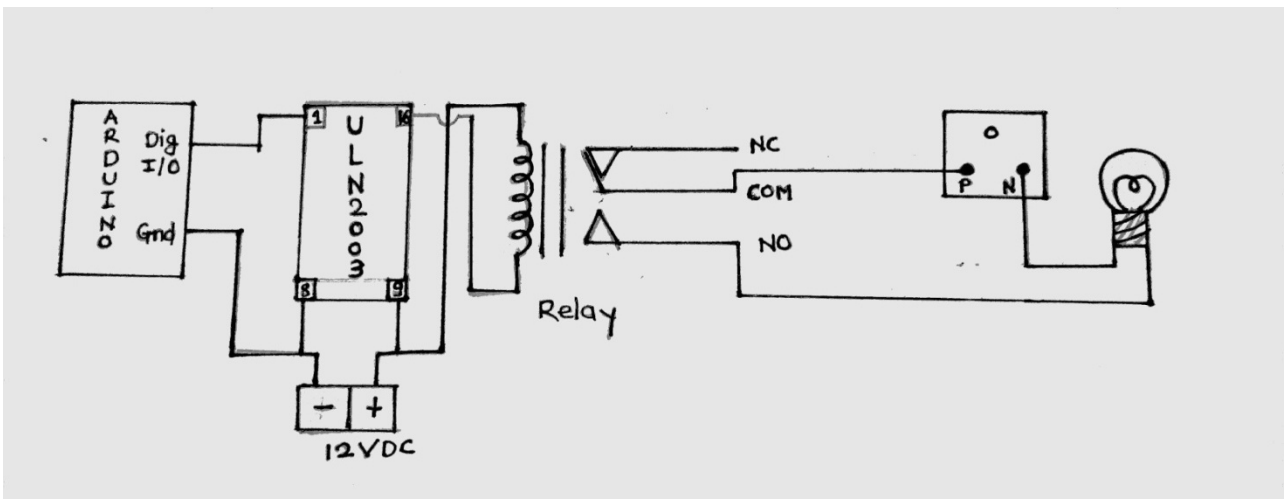 ARDUINO
Dig
I/O
Gnd
1
16
ULN2003
8
9
- +
12VDC
Relay
NC
COM
NO
O
P N